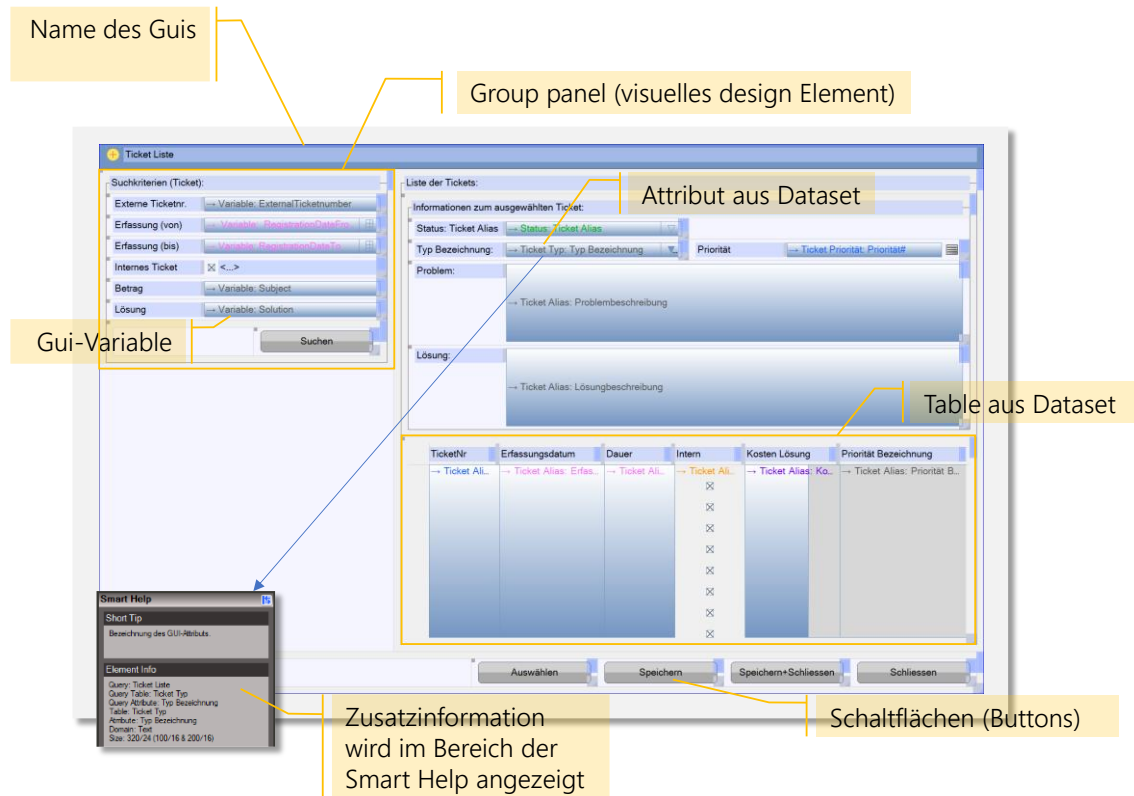 Name des Guis
Group panel (visuelles design Element)
Ticket Liste
Suchkriterien (Ticket):
Externe Ticketnr.
→ Variable: ExternalTicketnumber
Erfassung (von)
→ Variable: RegistrationDateFro..
Erfassung (bis)
→ Variable: RegistrationDateTo
Internes Ticket
<...>
Betrag
→ Variable: Subject
Lösung
→ Variable: Solution
Gui-Variable
Suchen
Liste der Tickets:
Attribut aus Dataset
Informationen zum ausgewählten Ticket:
Status: Ticket Alias
→ Status: Ticket Alias
Typ Bezeichnung:
→ Ticket Typ: Typ Bezeichnung
Priorität
→ Ticket Priorität: Priorität#
Problem:
→ Ticket Alias: Problembeschreibung
Lösung:
→ Ticket Alias: Lösungbeschreibung
Table aus Dataset
TicketNr Erfassungsdatum Dauer Intern Kosten Lösung Priorität Bezeichnung
→ Ticket Ali.. → Ticket Alias: Erfas.. → Ticket Ali.. → Ticket Ali.. → Ticket Alias: Ko.. → Ticket Alias: Priorität B..
Smart Help
Short Tip
Bezeichnung des GUI-Attributs.
Element Info
Query: Ticket Liste
Query Table: Ticket Typ
Query Attribute: Typ Bezeichnung
Table: Ticket Typ
Attribute: Typ Bezeichnung
Domain: Text
Size: 320/24 (100/16 & 200/16)
Auswählen
Speichern
Speichern+Schliessen
Schliessen
Zusatzinformation
wird im Bereich der
Smart Help angezeigt
Schaltflächen (Buttons)